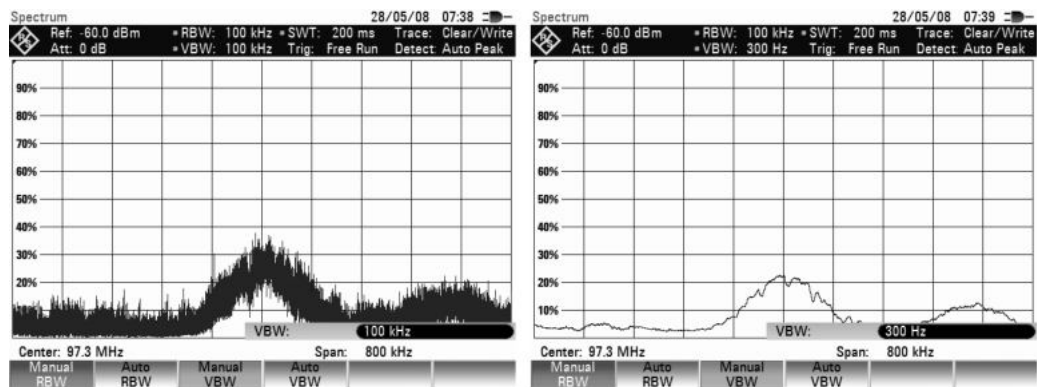 Spectrum 28/05/08 07:38
Ref: -60.0 dBm RBW: 100 kHz SWT: 200 ms Trace: Clear/Write
Att: 0 dB VBW: 100 kHz Trig: Free Run Detect: Auto Peak
90%
80%
70%
60%
50%
40%
30%
20%
VBW: 100 kHz
Center: 97.3 MHz Span: 800 kHz
Manual RBW Auto RBW Manual VBW Auto VBW
Spectrum 28/05/08 07:39
Ref: -60.0 dBm RBW: 100 kHz SWT: 200 ms Trace: Clear/Write
Att: 0 dB VBW: 300 Hz Trig: Free Run Detect: Auto Peak
90%
80%
70%
60%
50%
40%
30%
20%
10%
VBW: 300 Hz
Center: 97.3 MHz Span: 800 kHz
Manual RBW Auto RBW Manual VBW Auto VBW